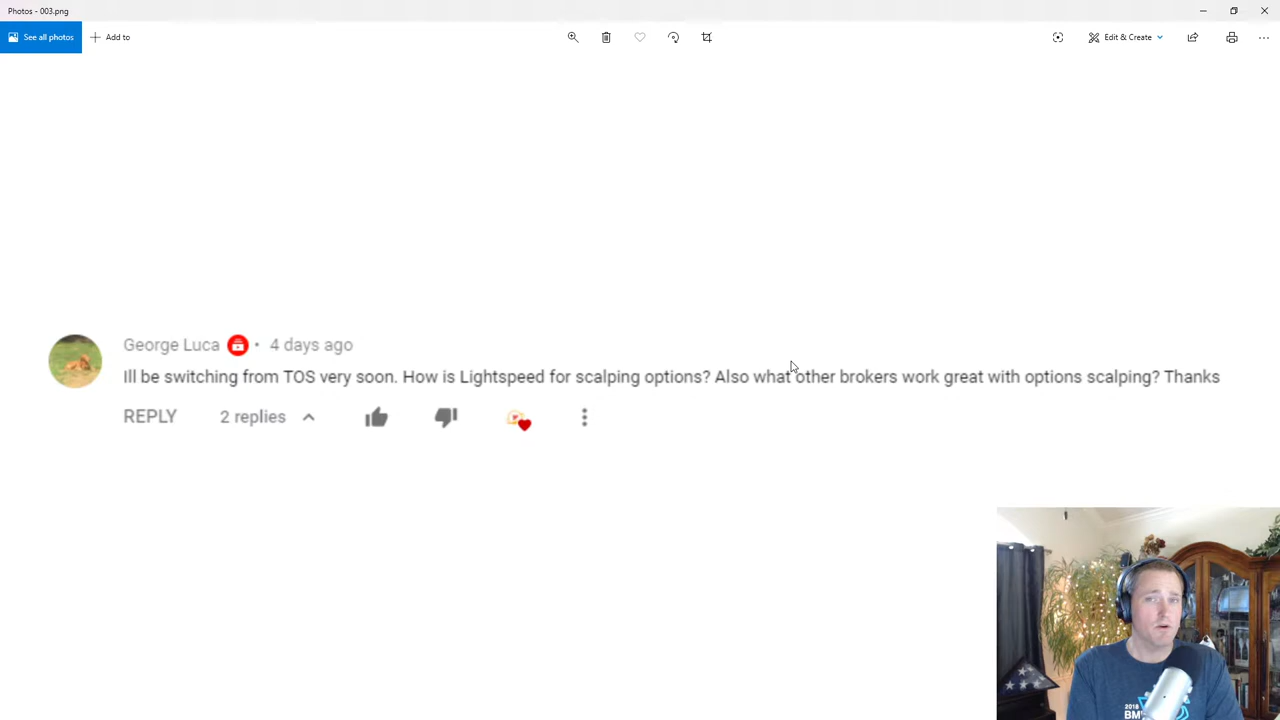 Photos - 003.png
See all photos
Add to
Edit & Create
George Luca • 4 days ago
Ill be switching from TOS very soon. How is Lightspeed for scalping options? Also what other brokers work great with options scalping? Thanks
REPLY 2 replies
2018